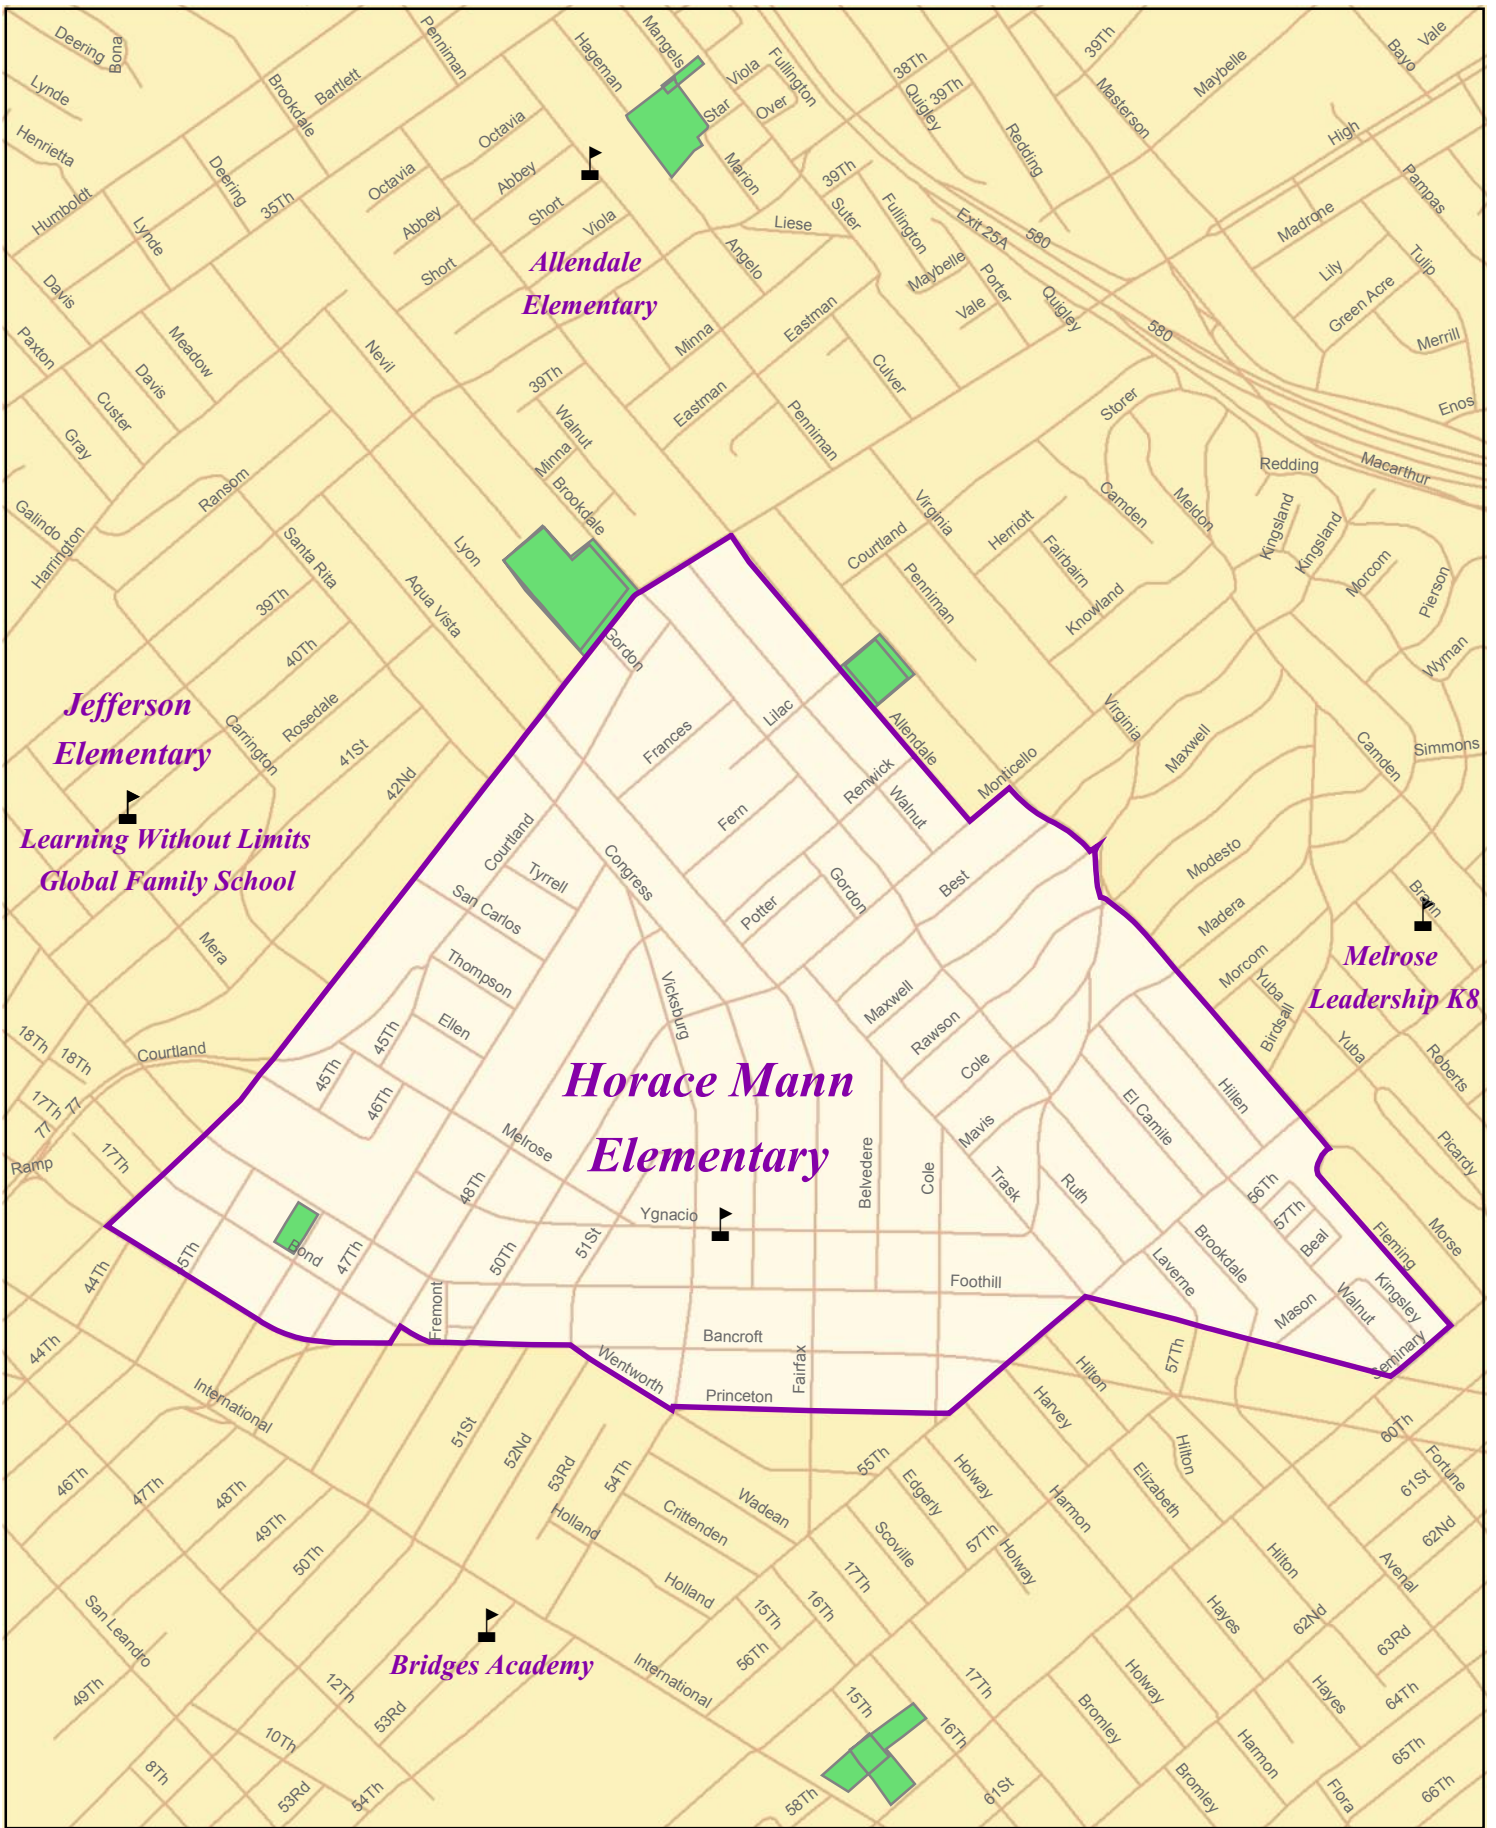 Deering
Bona
Penniman
Hageman
Mangels
Viola
Fullington
38Th
39Th
Bayo
Vale
Lynde
Brookdale
Bartlett
Star
Over
Quigley
39Th
Masterson
Maybelle
Henrietta
Octavia
Redding
High
Deering
Octavia
Abbey
Marion
39Th
Pampas
Humboldt
Lynde
35Th
Abbey
Short
Viola
Liese
Suter
Fullington
Exit 25A
580
Madrone
Allendale
Elementary
Davis
Short
Angelo
Maybelle
Porter
Lily
Tulip
Paxton
Meadow
Nevil
Minna
Eastman
Vale
Quigley
580
Green Acre
Merrill
Davis
Custer
39Th
Culver
Gray
Walnut
Eastman
Penniman
Storer
Enos
Ransom
Minna
Redding
Macarthur
Galindo
Brookdale
Virginia
Camden
Meldon
Kingsland
Kingsland
Harrington
Santa Rita
Lyon
Courtland
Herriott
Fairbairn
Morcom
39Th
Aqua Vista
Penniman
Knowland
Pierson
40Th
Gordon
Wyman
Jefferson
Elementary
Carrington
Rosedale
41St
42Nd
Frances
Lilac
Allendale
Virginia
Maxwell
Camden
Simmons
Learning Without Limits
Global Family School
Renwick
Walnut
Monticello
Fern
Courtland
Congress
Tyrrell
Modesto
San Carlos
Gordon
Best
Braun
Potter
Madera
Mera
Thompson
Melrose
Leadership K8
Vicksburg
Morcom
Yuba
Maxwell
18Th
18Th
Courtland
45Th
Ellen
Rawson
Birdsall
Yuba
45Th
Cole
Roberts
17Th
77
77
46Th
Horace Mann
Elementary
El Camile
Hillen
17Th
Ramp
Melrose
Mavis
Picardy
48Th
Belvedere
Cole
Trask
Ruth
56Th
57Th
Ygnacio
Beal
5Th
Bond
47Th
50Th
51St
Brookdale
Fleming
Morse
44Th
Laverne
Foothill
Kingsley
Fremont
Mason
Walnut
44Th
Bancroft
Seminary
Wentworth
Fairfax
57Th
Hilton
International
Princeton
Harvey
51St
52Nd
60Th
46Th
47Th
48Th
53Rd
54Th
55Th
Holway
Hilton
Fortune
61St
Edgerly
Elizabeth
49Th
Holland
Crittenden
Wadean
Harmon
Scoville
57Th
Holway
62Nd
50Th
Hilton
Avenal
17Th
Holland
16Th
San Leandro
15Th
Hayes
62Nd
Bridges Academy
56Th
63Rd
49Th
12Th
International
17Th
Holway
Hayes
64Th
53Rd
15Th
Bromley
10Th
16Th
Harmon
65Th
8Th
53Rd
54Th
58Th
61St
Bromley
Flora
66Th